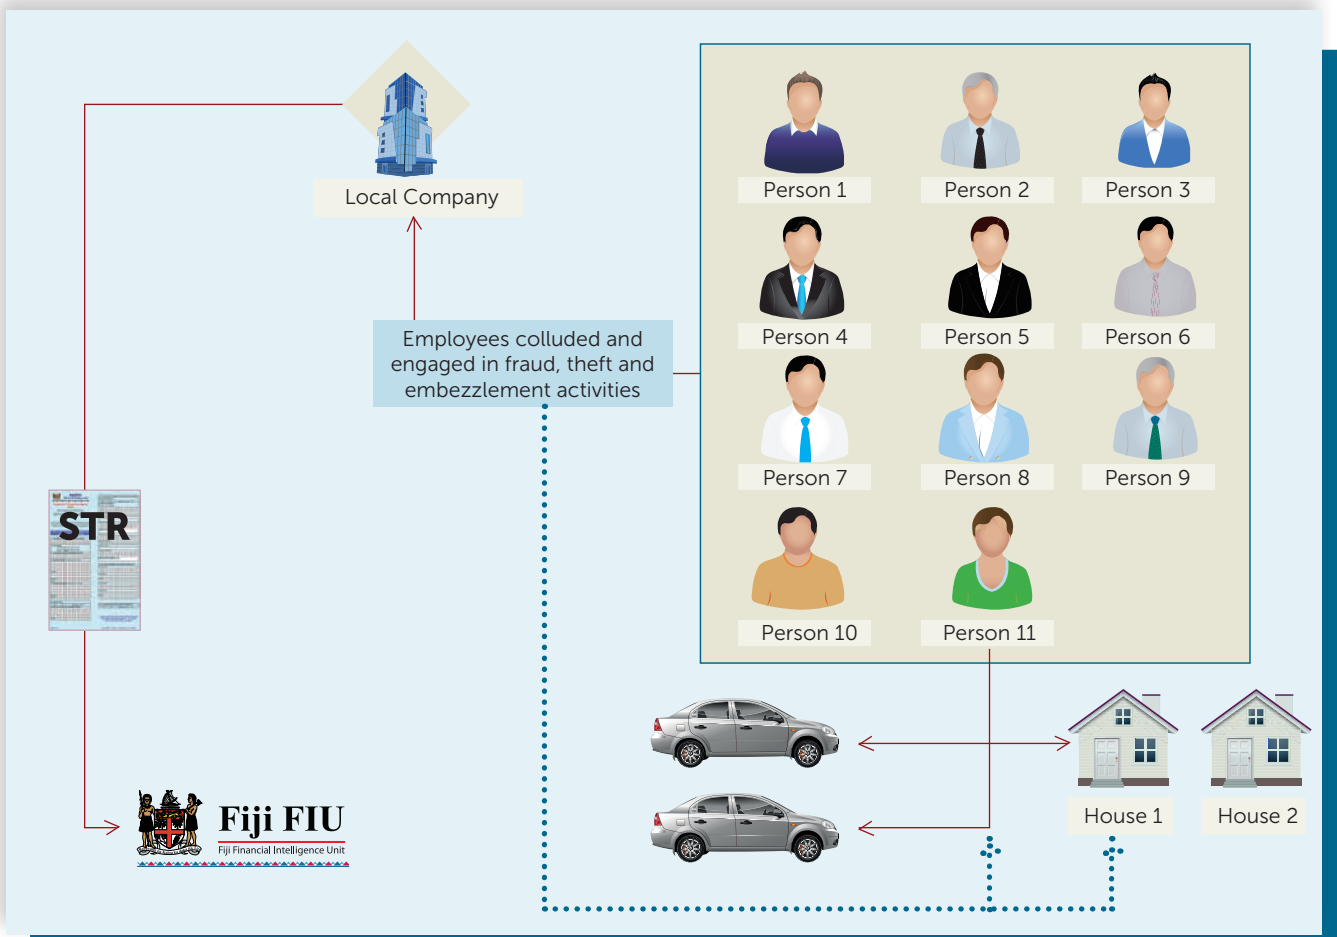 Local Company
Person 1
Person 2
Person 3
Person 4
Person 5
Person 6
Employees colluded and
engaged in fraud, theft and
embezzlement activities
Person 7
Person 8
Person 9
STR
Person 10
Person 11
House 1
House 2
Fiji FIU
Fiji Financial Intelligence Unit